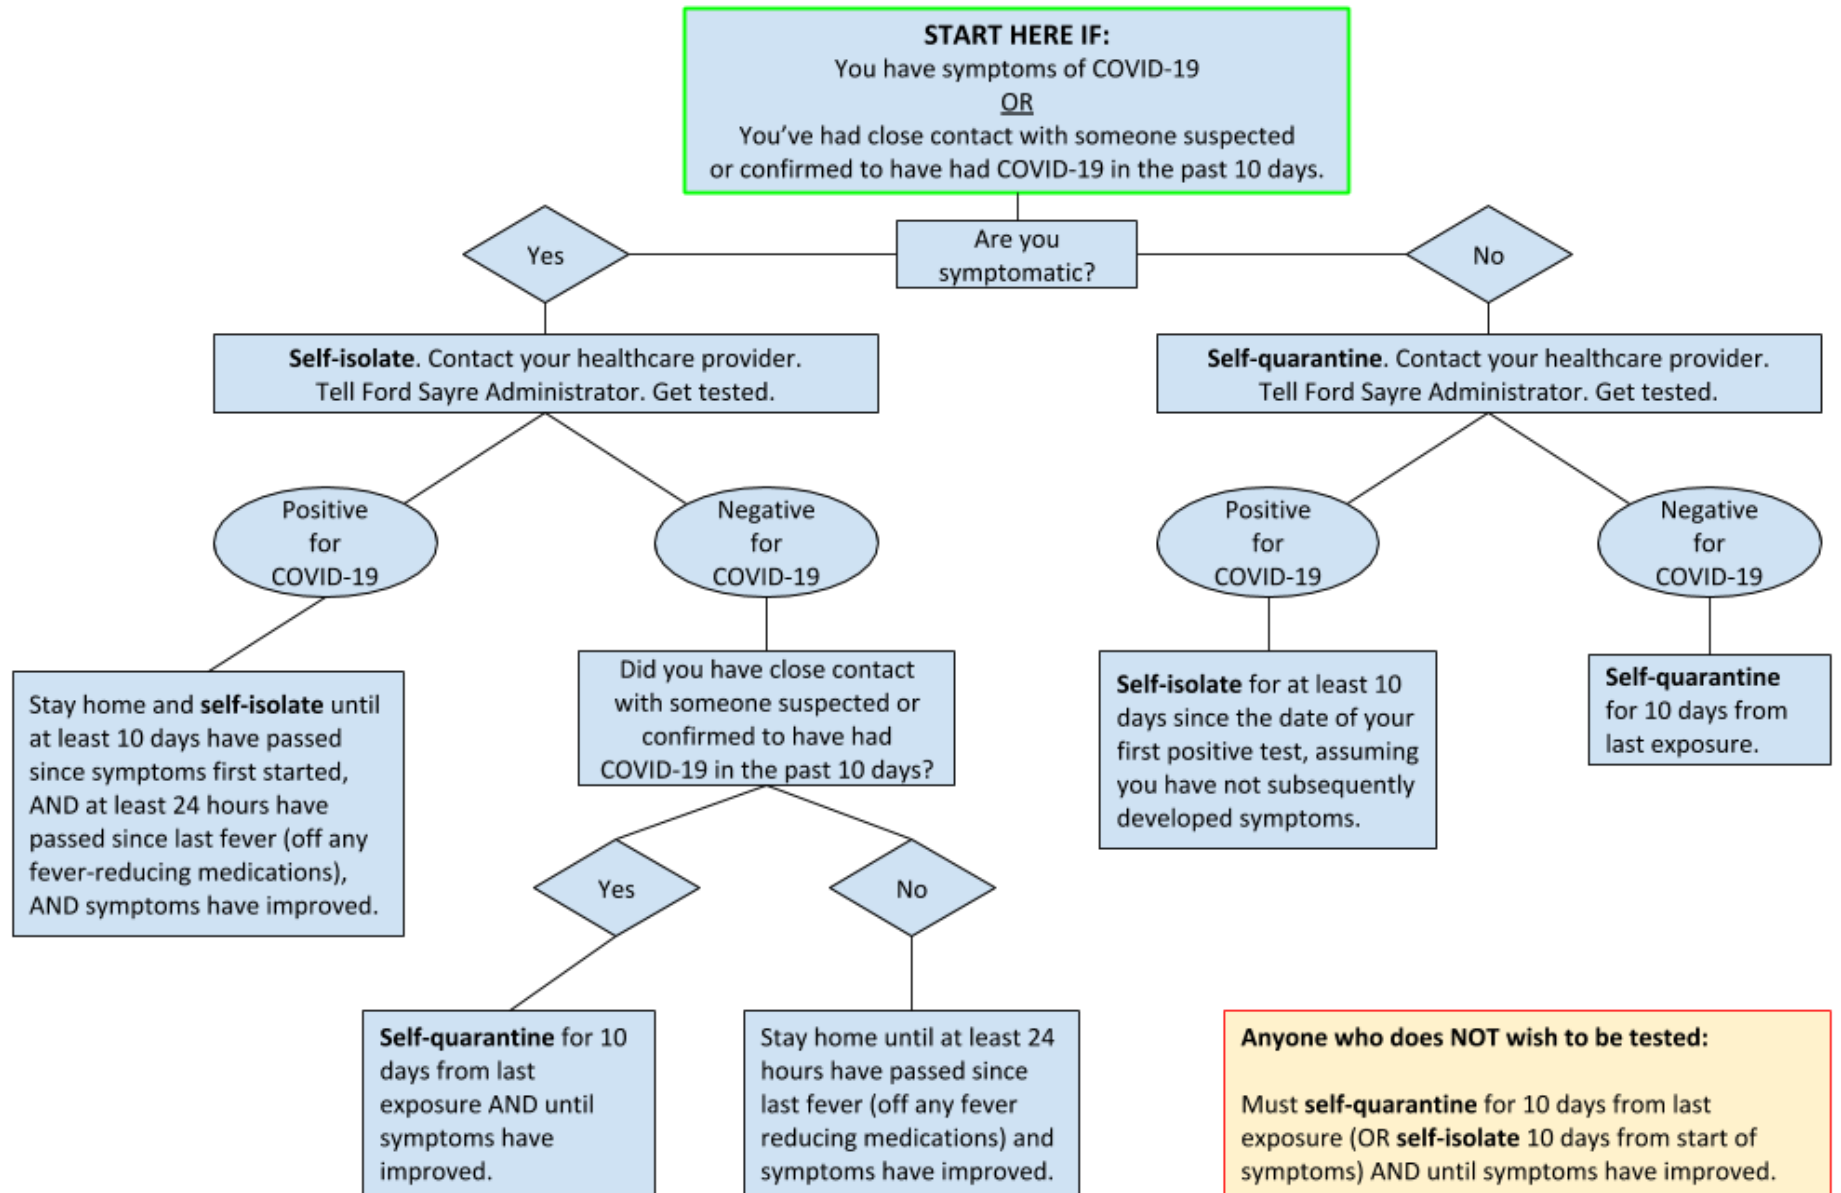 START HERE IF:
You have symptoms of COVID-19
OR
You’ve had close contact with someone suspected
or confirmed to have had COVID-19 in the past 10 days.
Are you
symptomatic?
Yes
No
Self-isolate. Contact your healthcare provider.
Tell Ford Sayre Administrator. Get tested.
Self-quarantine. Contact your healthcare provider.
Tell Ford Sayre Administrator. Get tested.
Positive
for
COVID-19
Negative
for
COVID-19
Positive
for
COVID-19
Negative
for
COVID-19
Stay home and self-isolate until
at least 10 days have passed
since symptoms first started,
AND at least 24 hours have
passed since last fever (off any
fever-reducing medications),
AND symptoms have improved.
Did you have close contact
with someone suspected or
confirmed to have had
COVID-19 in the past 10 days?
Self-isolate for at least 10
days since the date of your
first positive test, assuming
you have not subsequently
developed symptoms.
Self-quarantine
for 10 days from
last exposure.
Yes
No
Self-quarantine for 10
days from last
exposure AND until
symptoms have
improved.
Stay home until at least 24
hours have passed since
last fever (off any fever
reducing medications) and
symptoms have improved.
Anyone who does NOT wish to be tested:
Must self-quarantine for 10 days from last
exposure (OR self-isolate 10 days from start of
symptoms) AND until symptoms have improved.